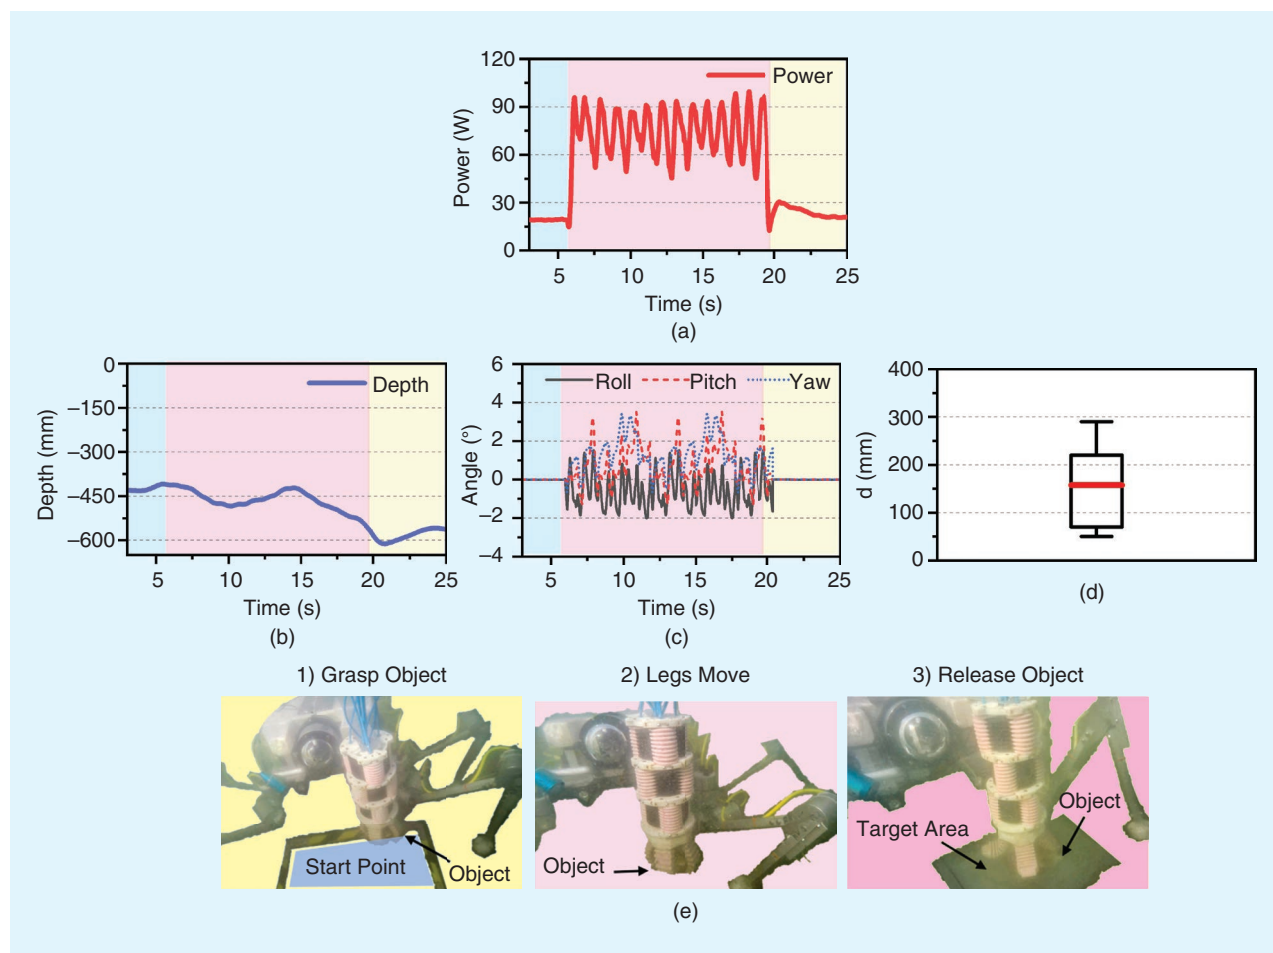 120
90
60
30
0
Power (W)
Power
5 10 15 20 25
Time (s)
(a)
0
−150
−300
−450
−600
Depth (mm)
Depth
5 10 15 20 25
Time (s)
(b)
6
4
2
0
−2
−4
Angle (°)
Roll Pitch Yaw
5 10 15 20 25
Time (s)
(c)
400
300
200
100
0
d (mm)
(d)
1) Grasp Object
2) Legs Move
3) Release Object
Start Point
Object
Object
Target Area
Object
(e)